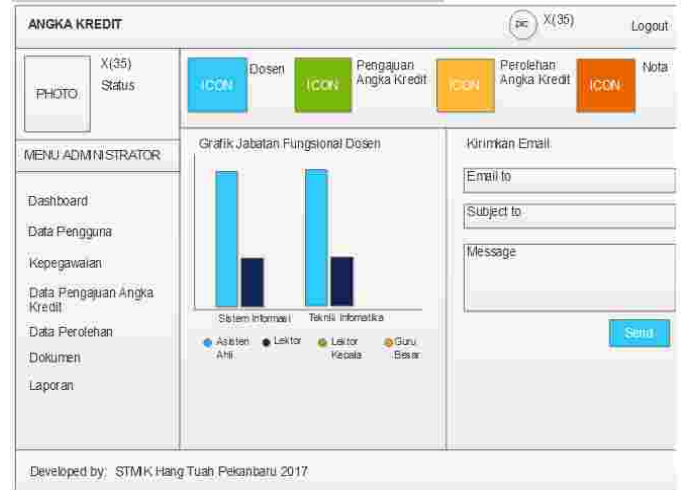 ANGKA KREDIT
pic X(35) Logout
PHOTO
X(35)
Status
ICON
Dosen
ICON
Pengajuan
Angka Kredit
ICON
Perolehan
Angka Kredit
ICON
Nota
MENU ADMINISTRATOR
Dashboard
Data Pengguna
Kepegawaian
Data Pengajuan Angka
Kredit
Data Perolehan
Dokumen
Laporan
Grafik Jabatan Fungsional Dosen
Sistem Informasi Teknik Infomatika
Asisten
Ahli
Lektor
Lektor
Kepala
Guru
Besar
Kirimkan Email
Email to
Subject to
Message
Send
Developed by: STMIK Hang Tuah Pekanbaru 2017